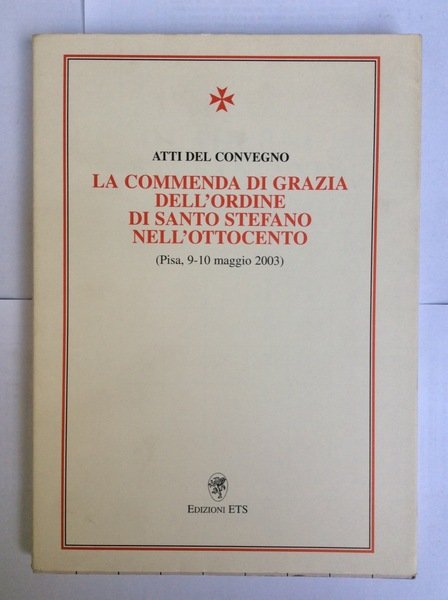 ATTI DEL CONVEGNO
LA COMMENDA DI GRAZIA
DELL'ORDINE
DI SANTO STEFANO
NELL'OTTOCENTO
(Pisa, 9-10 maggio 2003)
EDIZIONI ETS